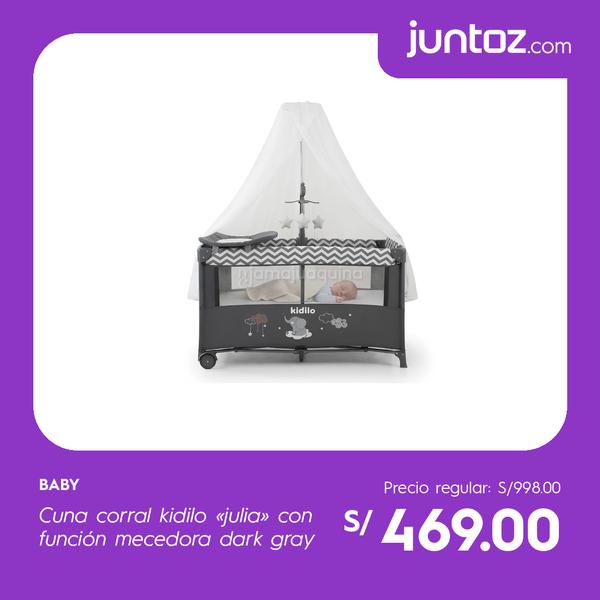 juntoz.com
mamajuaquina
kidilo
BABY
Cuna corral kidilo «julia» con
función mecedora dark gray
Precio regular: S/998.00
S/ 469.00